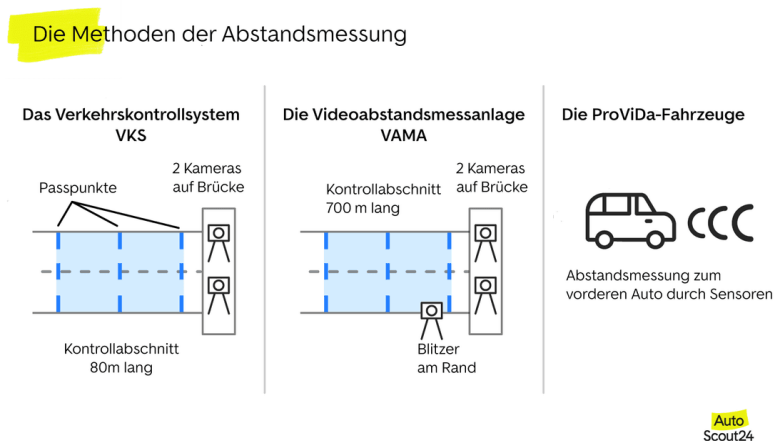 Die Methoden der Abstandsmessung
Das Verkehrskontrollsystem
VKS
Passpunkte
2 Kameras
auf Brücke
Kontrollabschnitt
80m lang
Die Videoabstandsmessanlage
VAMA
Kontrollabschnitt
700 m lang
2 Kameras
auf Brücke
Blitzer
am Rand
Die ProViDa-Fahrzeuge
Abstandsmessung zum
vorderen Auto durch Sensoren
Auto
Scout24